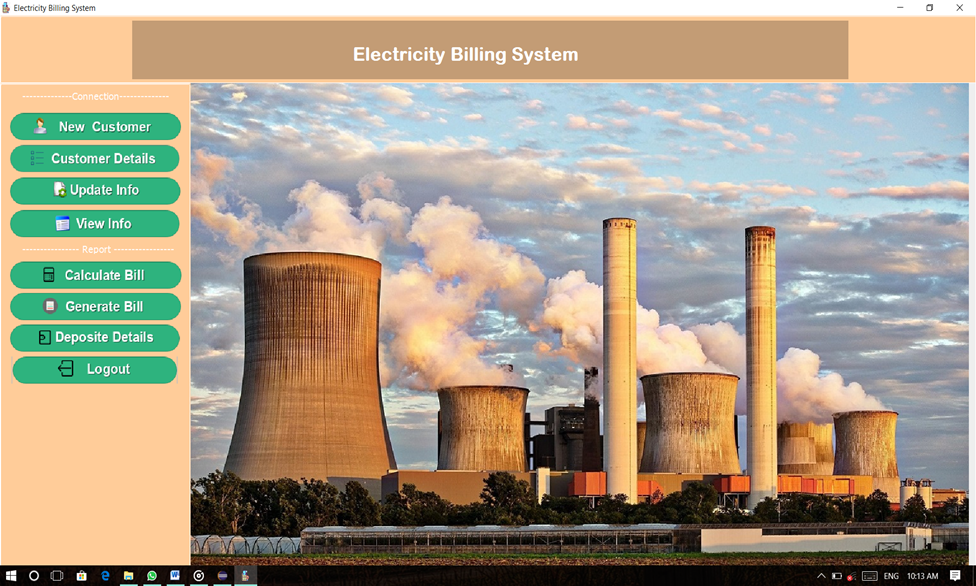 Electricity Billing System
Electricity Billing System
--------------Connection--------------
New Customer
Customer Details
Update Info
View Info
---------------- Report -----------------
Calculate Bill
Generate Bill
Deposite Details
Logout
ENG 10:13 AM